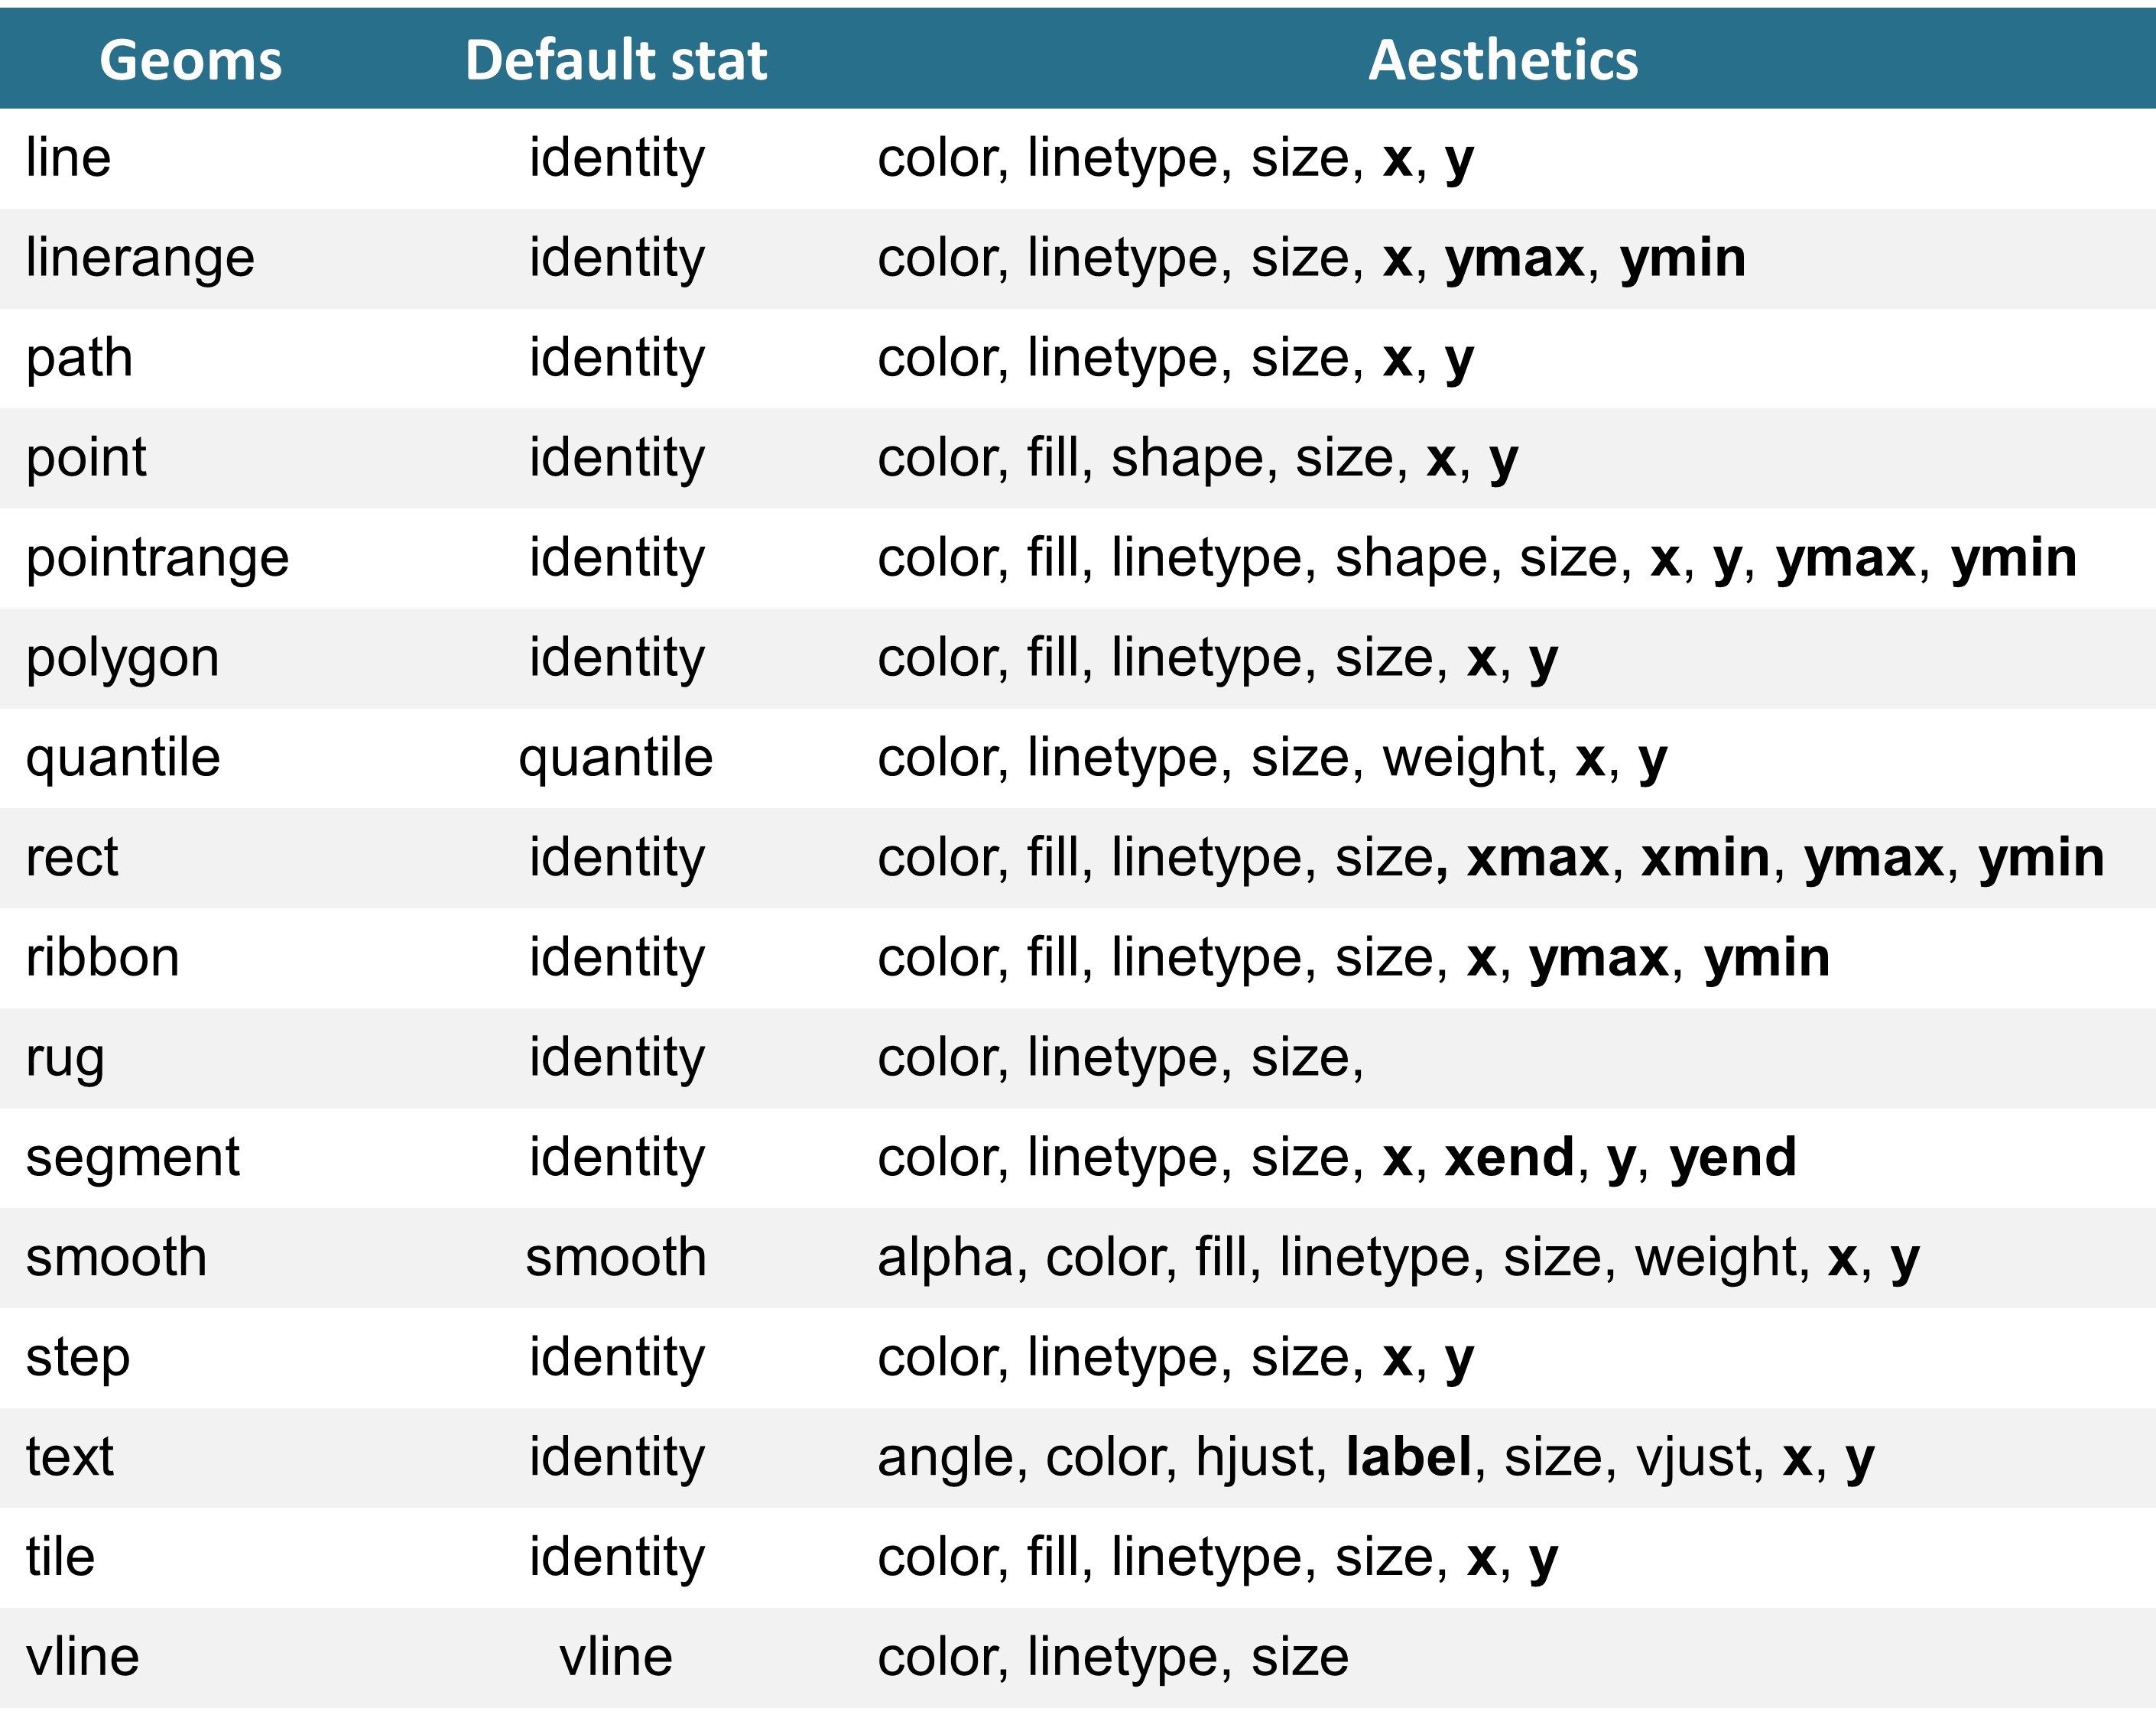 Geoms Default stat Aesthetics
line identity color, linetype, size, x, y
linerange identity color, linetype, size, x, ymax, ymin
path identity color, linetype, size, x, y
point identity color, fill, shape, size, x, y
pointrange identity color, fill, linetype, shape, size, x, y, ymax, ymin
polygon identity color, fill, linetype, size, x, y
quantile quantile color, linetype, size, weight, x, y
rect identity color, fill, linetype, size, xmax, xmin, ymax, ymin
ribbon identity color, fill, linetype, size, x, ymax, ymin
rug identity color, linetype, size,
segment identity color, linetype, size, x, xend, y, yend
smooth smooth alpha, color, fill, linetype, size, weight, x, y
step identity color, linetype, size, x, y
text identity angle, color, hjust, label, size, vjust, x, y
tile identity color, fill, linetype, size, x, y
vline vline color, linetype, size